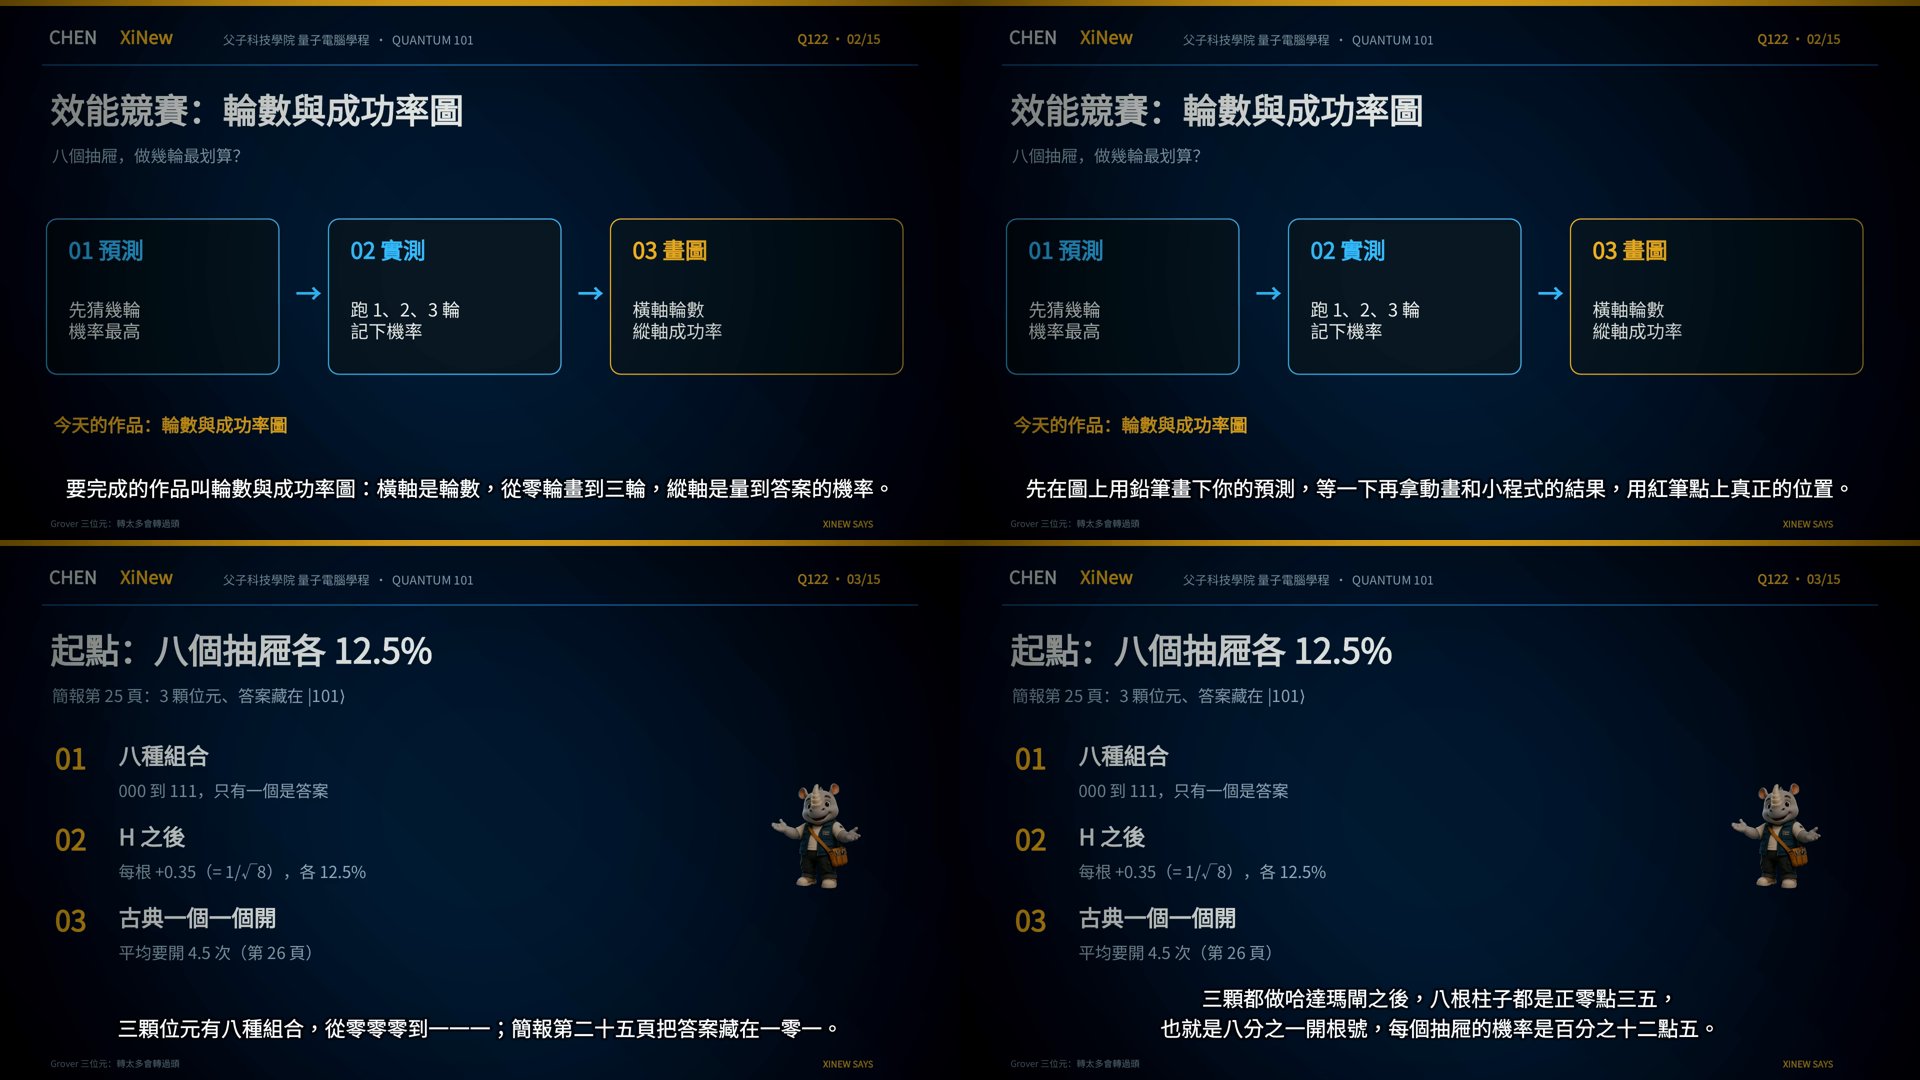 CHEN XiNew 父子科技學院 量子電腦學程 · QUANTUM 101 Q122 · 02/15
效能競賽：輪數與成功率圖
八個抽屜，做幾輪最划算？
01 預測
先猜幾輪
機率最高
→
02 實測
跑 1、2、3 輪
記下機率
→
03 畫圖
橫軸輪數
縱軸成功率
今天的作品：輪數與成功率圖
要完成的作品叫輪數與成功率圖：橫軸是輪數，從零輪畫到三輪，縱軸是量到答案的機率。
Grover 三位元：轉太多會轉過頭 XINEW SAYS
CHEN XiNew 父子科技學院 量子電腦學程 · QUANTUM 101 Q122 · 02/15
效能競賽：輪數與成功率圖
八個抽屜，做幾輪最划算？
01 預測
先猜幾輪
機率最高
→
02 實測
跑 1、2、3 輪
記下機率
→
03 畫圖
橫軸輪數
縱軸成功率
今天的作品：輪數與成功率圖
先在圖上用鉛筆畫下你的預測，等一下再拿動畫和小程式的結果，用紅筆點上真正的位置。
Grover 三位元：轉太多會轉過頭 XINEW SAYS
CHEN XiNew 父子科技學院 量子電腦學程 · QUANTUM 101 Q122 · 03/15
起點：八個抽屜各 12.5%
簡報第 25 頁：3 顆位元、答案藏在 |101⟩
01 八種組合
000 到 111，只有一個是答案
02 H 之後
每根 +0.35（= 1/√8），各 12.5%
03 古典一個一個開
平均要開 4.5 次（第 26 頁）
三顆位元有八種組合，從零零零到一一一；簡報第二十五頁把答案藏在一零一。
Grover 三位元：轉太多會轉過頭 XINEW SAYS
CHEN XiNew 父子科技學院 量子電腦學程 · QUANTUM 101 Q122 · 03/15
起點：八個抽屜各 12.5%
簡報第 25 頁：3 顆位元、答案藏在 |101⟩
01 八種組合
000 到 111，只有一個是答案
02 H 之後
每根 +0.35（= 1/√8），各 12.5%
03 古典一個一個開
平均要開 4.5 次（第 26 頁）
三顆都做哈達瑪閘之後，八根柱子都是正零點三五，
也就是八分之一開根號，每個抽屜的機率是百分之十二點五。
Grover 三位元：轉太多會轉過頭 XINEW SAYS